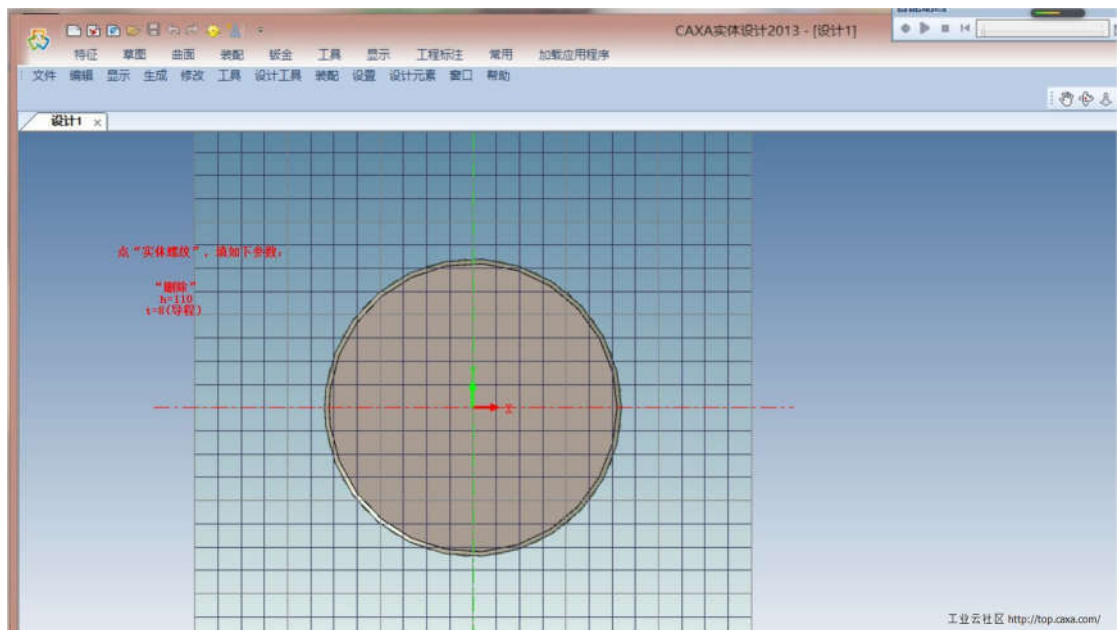 CAXA实体设计2013 - [设计1]
特征 草图 曲面 装配 钣金 工具 显示 工程标注 常用 加载应用程序
文件 编辑 显示 生成 修改 工具 设计工具 装配 设置 设计元素 窗口 帮助
设计1 ×
点“实体螺纹”，填如下参数：
“删除”
h=110
t=8(导程)
X
工业云社区 http://top.caxa.com/